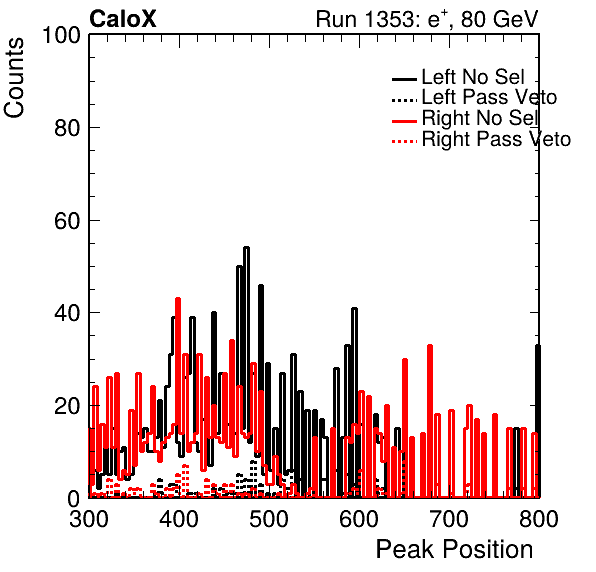 CaloX Run 1353: e+, 80 GeV
Counts
100
80
60
40
20
0
Left No Sel
Left Pass Veto
Right No Sel
Right Pass Veto
300 400 500 600 700 800
Peak Position